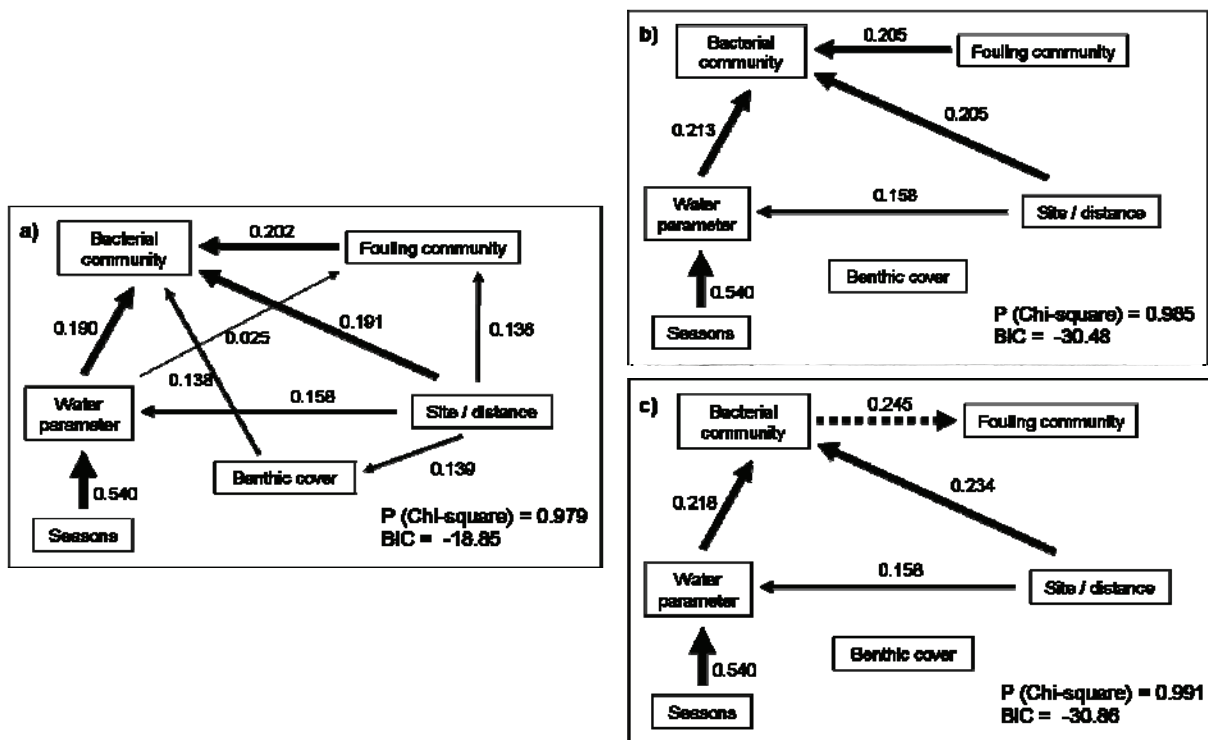 a)
Bacterial
community
0.202
Fouling community
0.190
0.025
0.191
0.138
0.138
Water
parameter
0.158
Site / distance
0.540
Benthic cover
0.139
Seasons
P (Chi-square) = 0.979
BIC = -18.85
b)
Bacterial
community
0.205
Fouling community
0.213
0.205
Water
parameter
0.158
Site / distance
0.540
Benthic cover
Seasons
P (Chi-square) = 0.985
BIC = -30.48
c)
Bacterial
community
0.245
Fouling community
0.218
0.234
Water
parameter
0.158
Site / distance
0.540
Benthic cover
Seasons
P (Chi-square) = 0.991
BIC = -30.86